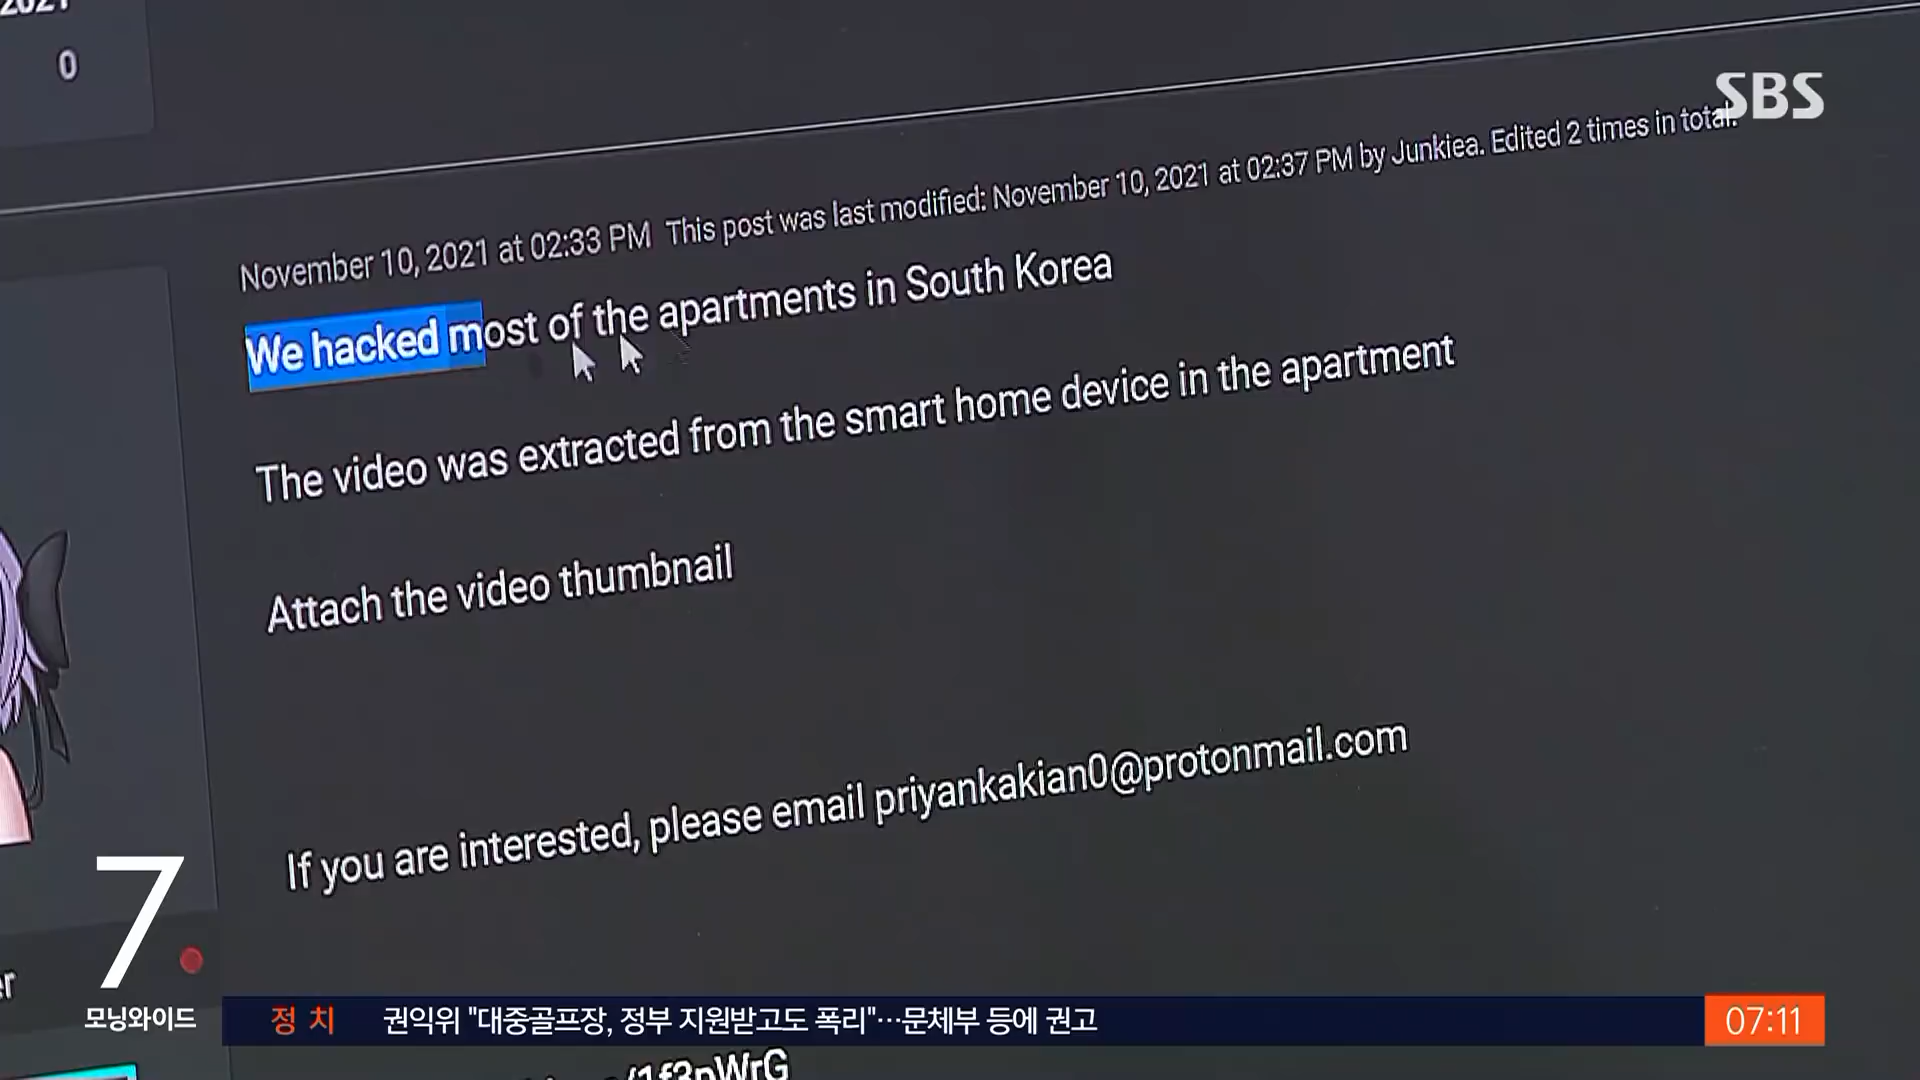 2021
0
SBS
November 10, 2021 at 02:33 PM This post was last modified: November 10, 2021 at 02:37 PM by Junkiea. Edited 2 times in total.
We hacked most of the apartments in South Korea
The video was extracted from the smart home device in the apartment
Attach the video thumbnail
If you are interested, please email priyankakian0@protonmail.com
7
모닝와이드
정 치 권익위 "대중골프장, 정부 지원받고도 폭리"…문체부 등에 권고
07:11